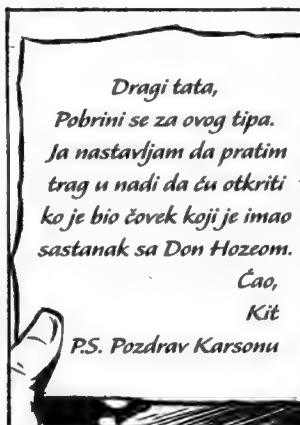 Dragi tata,
Pobrini se za ovog tipa.
Ja nastavljam da pratim
trag u nadi da ću otkriti
ko je bio čovek koji je imao
sastanak sa Don Hozeom.
Ćao,
Kit
P.S. Pozdrav Karsonu